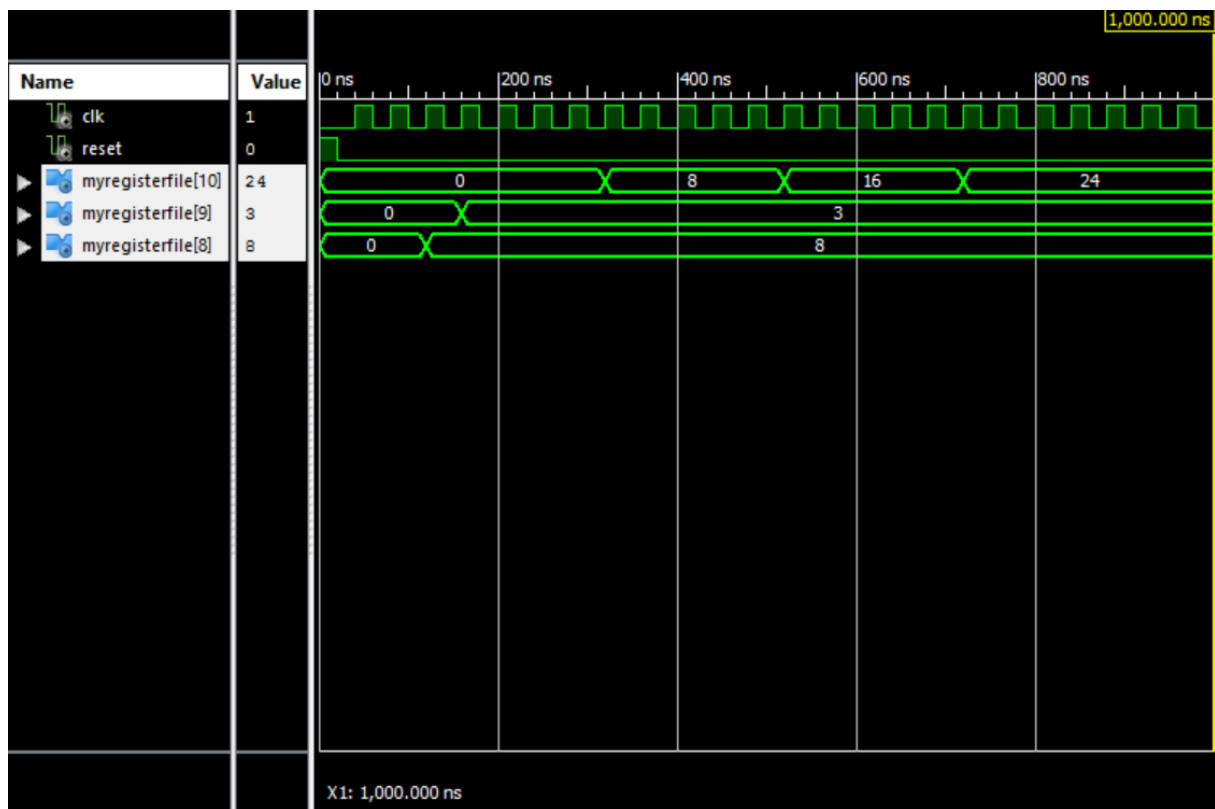 1,000.000 ns
Name Value |0 ns |200 ns |400 ns |600 ns |800 ns
clk 1
reset 0
myregisterfile[10] 24 0 8 16 24
myregisterfile[9] 3 0 3
myregisterfile[8] 8 0 8
X1: 1,000.000 ns